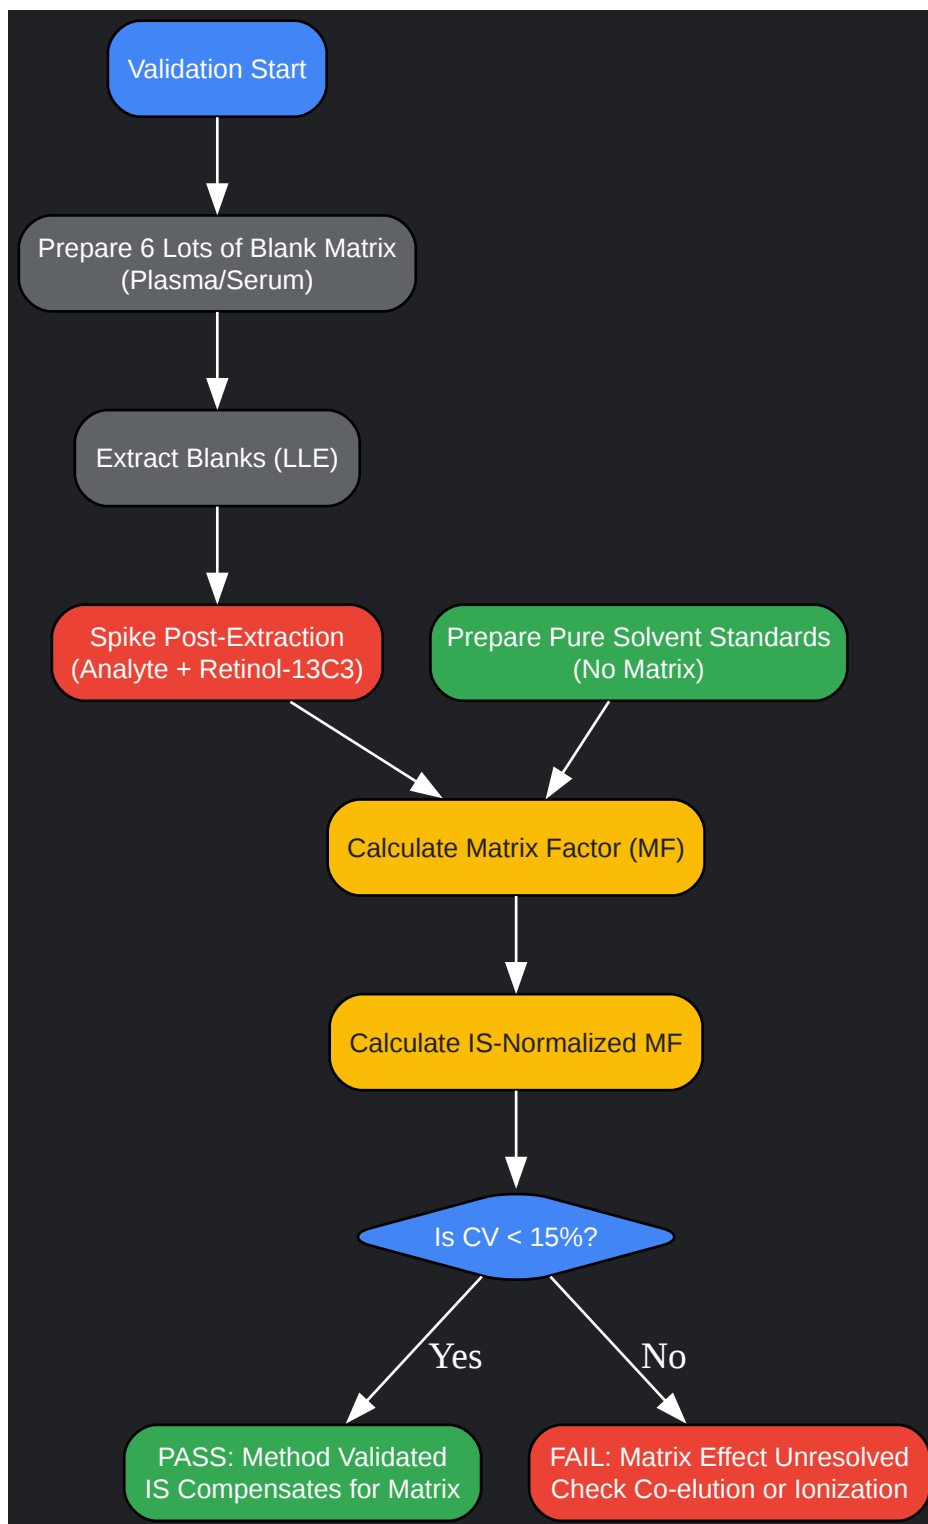 Validation Start
Prepare 6 Lots of Blank Matrix
(Plasma/Serum)
Extract Blanks (LLE)
Spike Post-Extraction
(Analyte + Retinol-13C3)
Prepare Pure Solvent Standards
(No Matrix)
Calculate Matrix Factor (MF)
Calculate IS-Normalized MF
Is CV < 15%?
Yes
No
PASS: Method Validated
IS Compensates for Matrix
FAIL: Matrix Effect Unresolved
Check Co-elution or Ionization